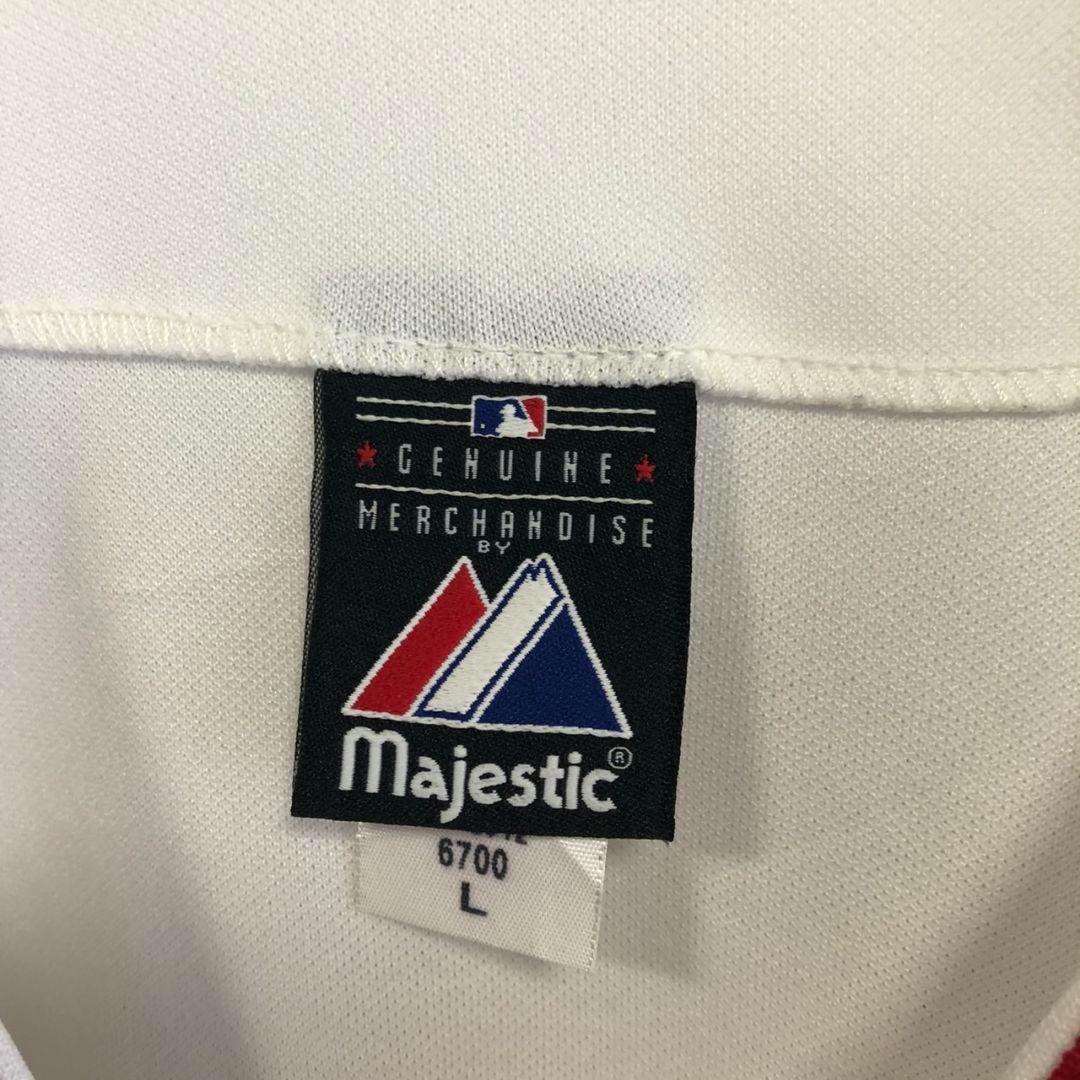 GENUINE
MERCHANDISE
BY
Majestic®
6700
L